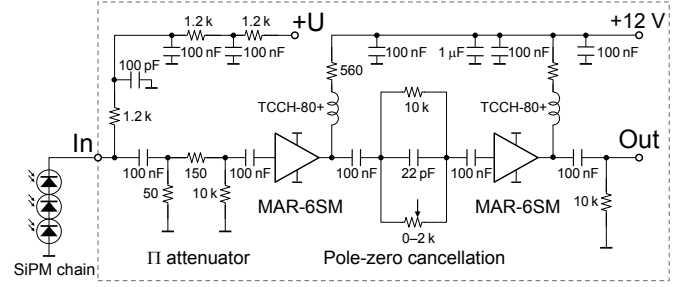 1.2 k
1.2 k
+U
+12 V
100 nF
100 nF
100 nF
1 µF
100 nF
100 nF
100 pF
560
TCCH-80+
10 k
TCCH-80+
1.2 k
In
Out
100 nF
150
100 nF
100 nF
22 pF
100 nF
100 nF
50
10 k
10 k
MAR-6SM
MAR-6SM
0–2 k
SiPM chain
Π attenuator
Pole-zero cancellation